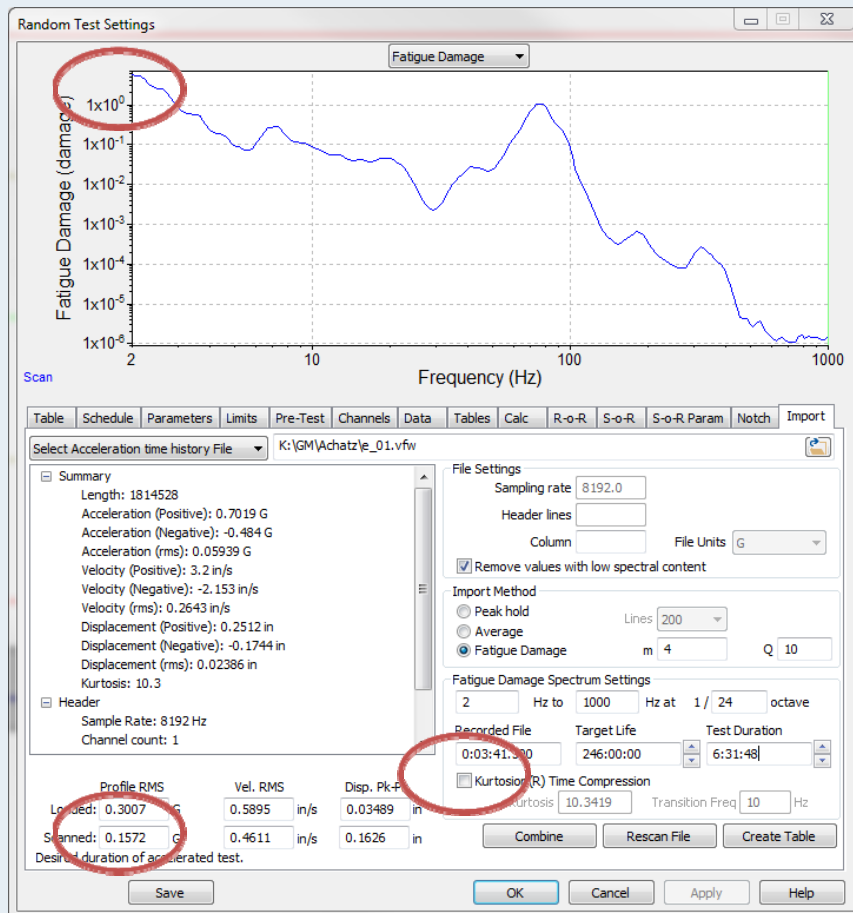 Random Test Settings
Fatigue Damage
Fatigue Damage (damage)
1x10^0
1x10^-1
1x10^-2
1x10^-3
1x10^-4
1x10^-5
1x10^-6
2 10 100 1000
Scan
Frequency (Hz)
Table Schedule Parameters Limits Pre-Test Channels Data Tables Calc R-o-R S-o-R S-o-R Param Notch Import
Select Acceleration time history File K:\GM\Achatz\e_01.vfw
Summary
Length: 1814528
Acceleration (Positive): 0.7019 G
Acceleration (Negative): -0.484 G
Acceleration (rms): 0.05939 G
Velocity (Positive): 3.2 in/s
Velocity (Negative): -2.153 in/s
Velocity (rms): 0.2643 in/s
Displacement (Positive): 0.2512 in
Displacement (Negative): -0.1744 in
Displacement (rms): 0.02386 in
Kurtosis: 10.3
Header
Sample Rate: 8192 Hz
Channel count: 1
File Settings
Sampling rate 8192.0
Header lines
Column File Units G
Remove values with low spectral content
Import Method
Peak hold
Average
Fatigue Damage
Lines 200
m 4 Q 10
Fatigue Damage Spectrum Settings
2 Hz to 1000 Hz at 1 / 24 octave
Recorded File Target Life Test Duration
0:03:41. 246:00:00 6:31:48
Kurtosion(R) Time Compression
Kurtosis 10.3419 Transition Freq 10 Hz
Profile RMS Vel. RMS Disp. Pk-P
Loaded: 0.3007 G 0.5895 in/s 0.03489 in
Scanned: 0.1572 G 0.4611 in/s 0.1626 in
Desired duration of accelerated test.
Combine Rescan File Create Table
Save OK Cancel Apply Help